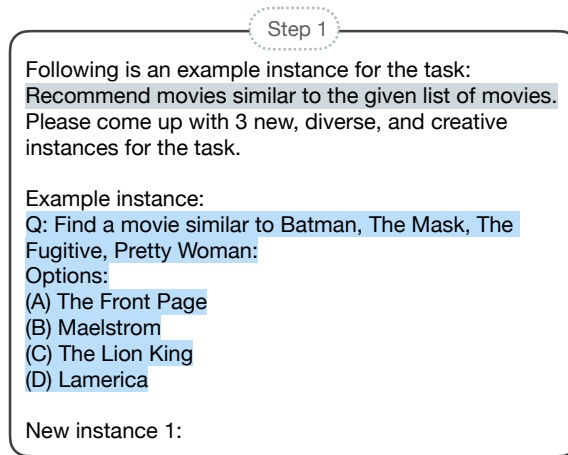 Step 1
Following is an example instance for the task:
Recommend movies similar to the given list of movies.
Please come up with 3 new, diverse, and creative
instances for the task.
Example instance:
Q: Find a movie similar to Batman, The Mask, The
Fugitive, Pretty Woman:
Options:
(A) The Front Page
(B) Maelstrom
(C) The Lion King
(D) Lamerica
New instance 1: